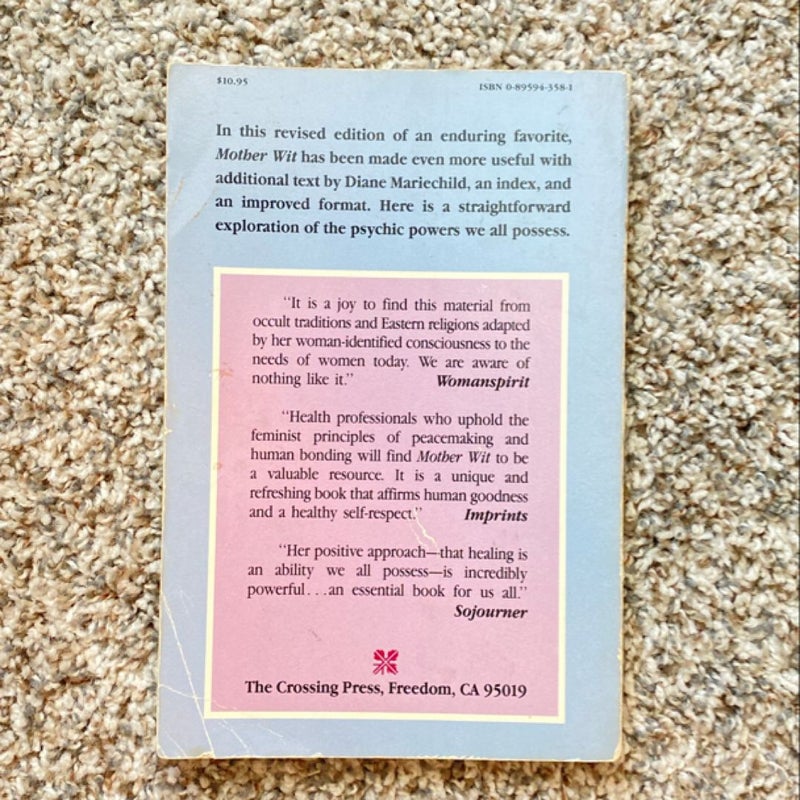 $10.95
ISBN 0-89594-358-1
In this revised edition of an enduring favorite,
Mother Wit has been made even more useful with
additional text by Diane Mariechild, an index, and
an improved format. Here is a straightforward
exploration of the psychic powers we all possess.
“It is a joy to find this material from
occult traditions and Eastern religions adapted
by her woman-identified consciousness to the
needs of women today. We are aware of
nothing like it.” Womanspirit
“Health professionals who uphold the
feminist principles of peacemaking and
human bonding will find Mother Wit to be
a valuable resource. It is a unique and
refreshing book that affirms human goodness
and a healthy self-respect.” Imprints
“Her positive approach—that healing is
an ability we all possess—is incredibly
powerful...an essential book for us all.”
Sojourner
The Crossing Press, Freedom, CA 95019